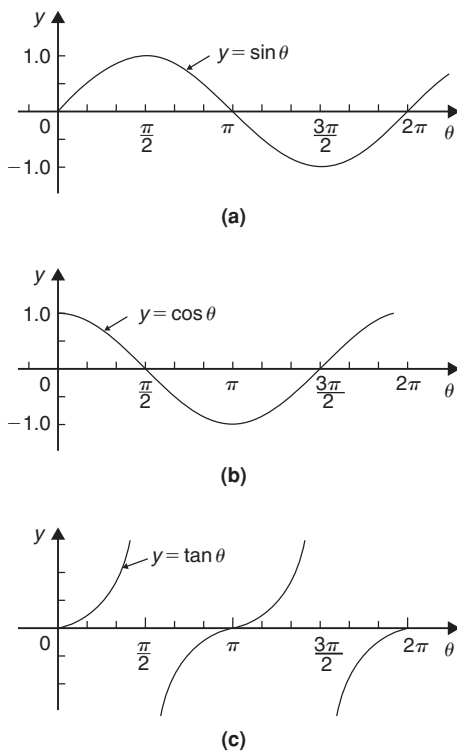 y
1.0
y = sin θ
0
π/2
π
3π/2
2π
θ
−1.0
(a)
y
1.0
y = cos θ
0
π/2
π
3π/2
2π
θ
−1.0
(b)
y
y = tan θ
0
π/2
π
3π/2
2π
θ
(c)